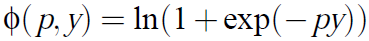 ϕ(p,y) = ln(1+exp(−py))